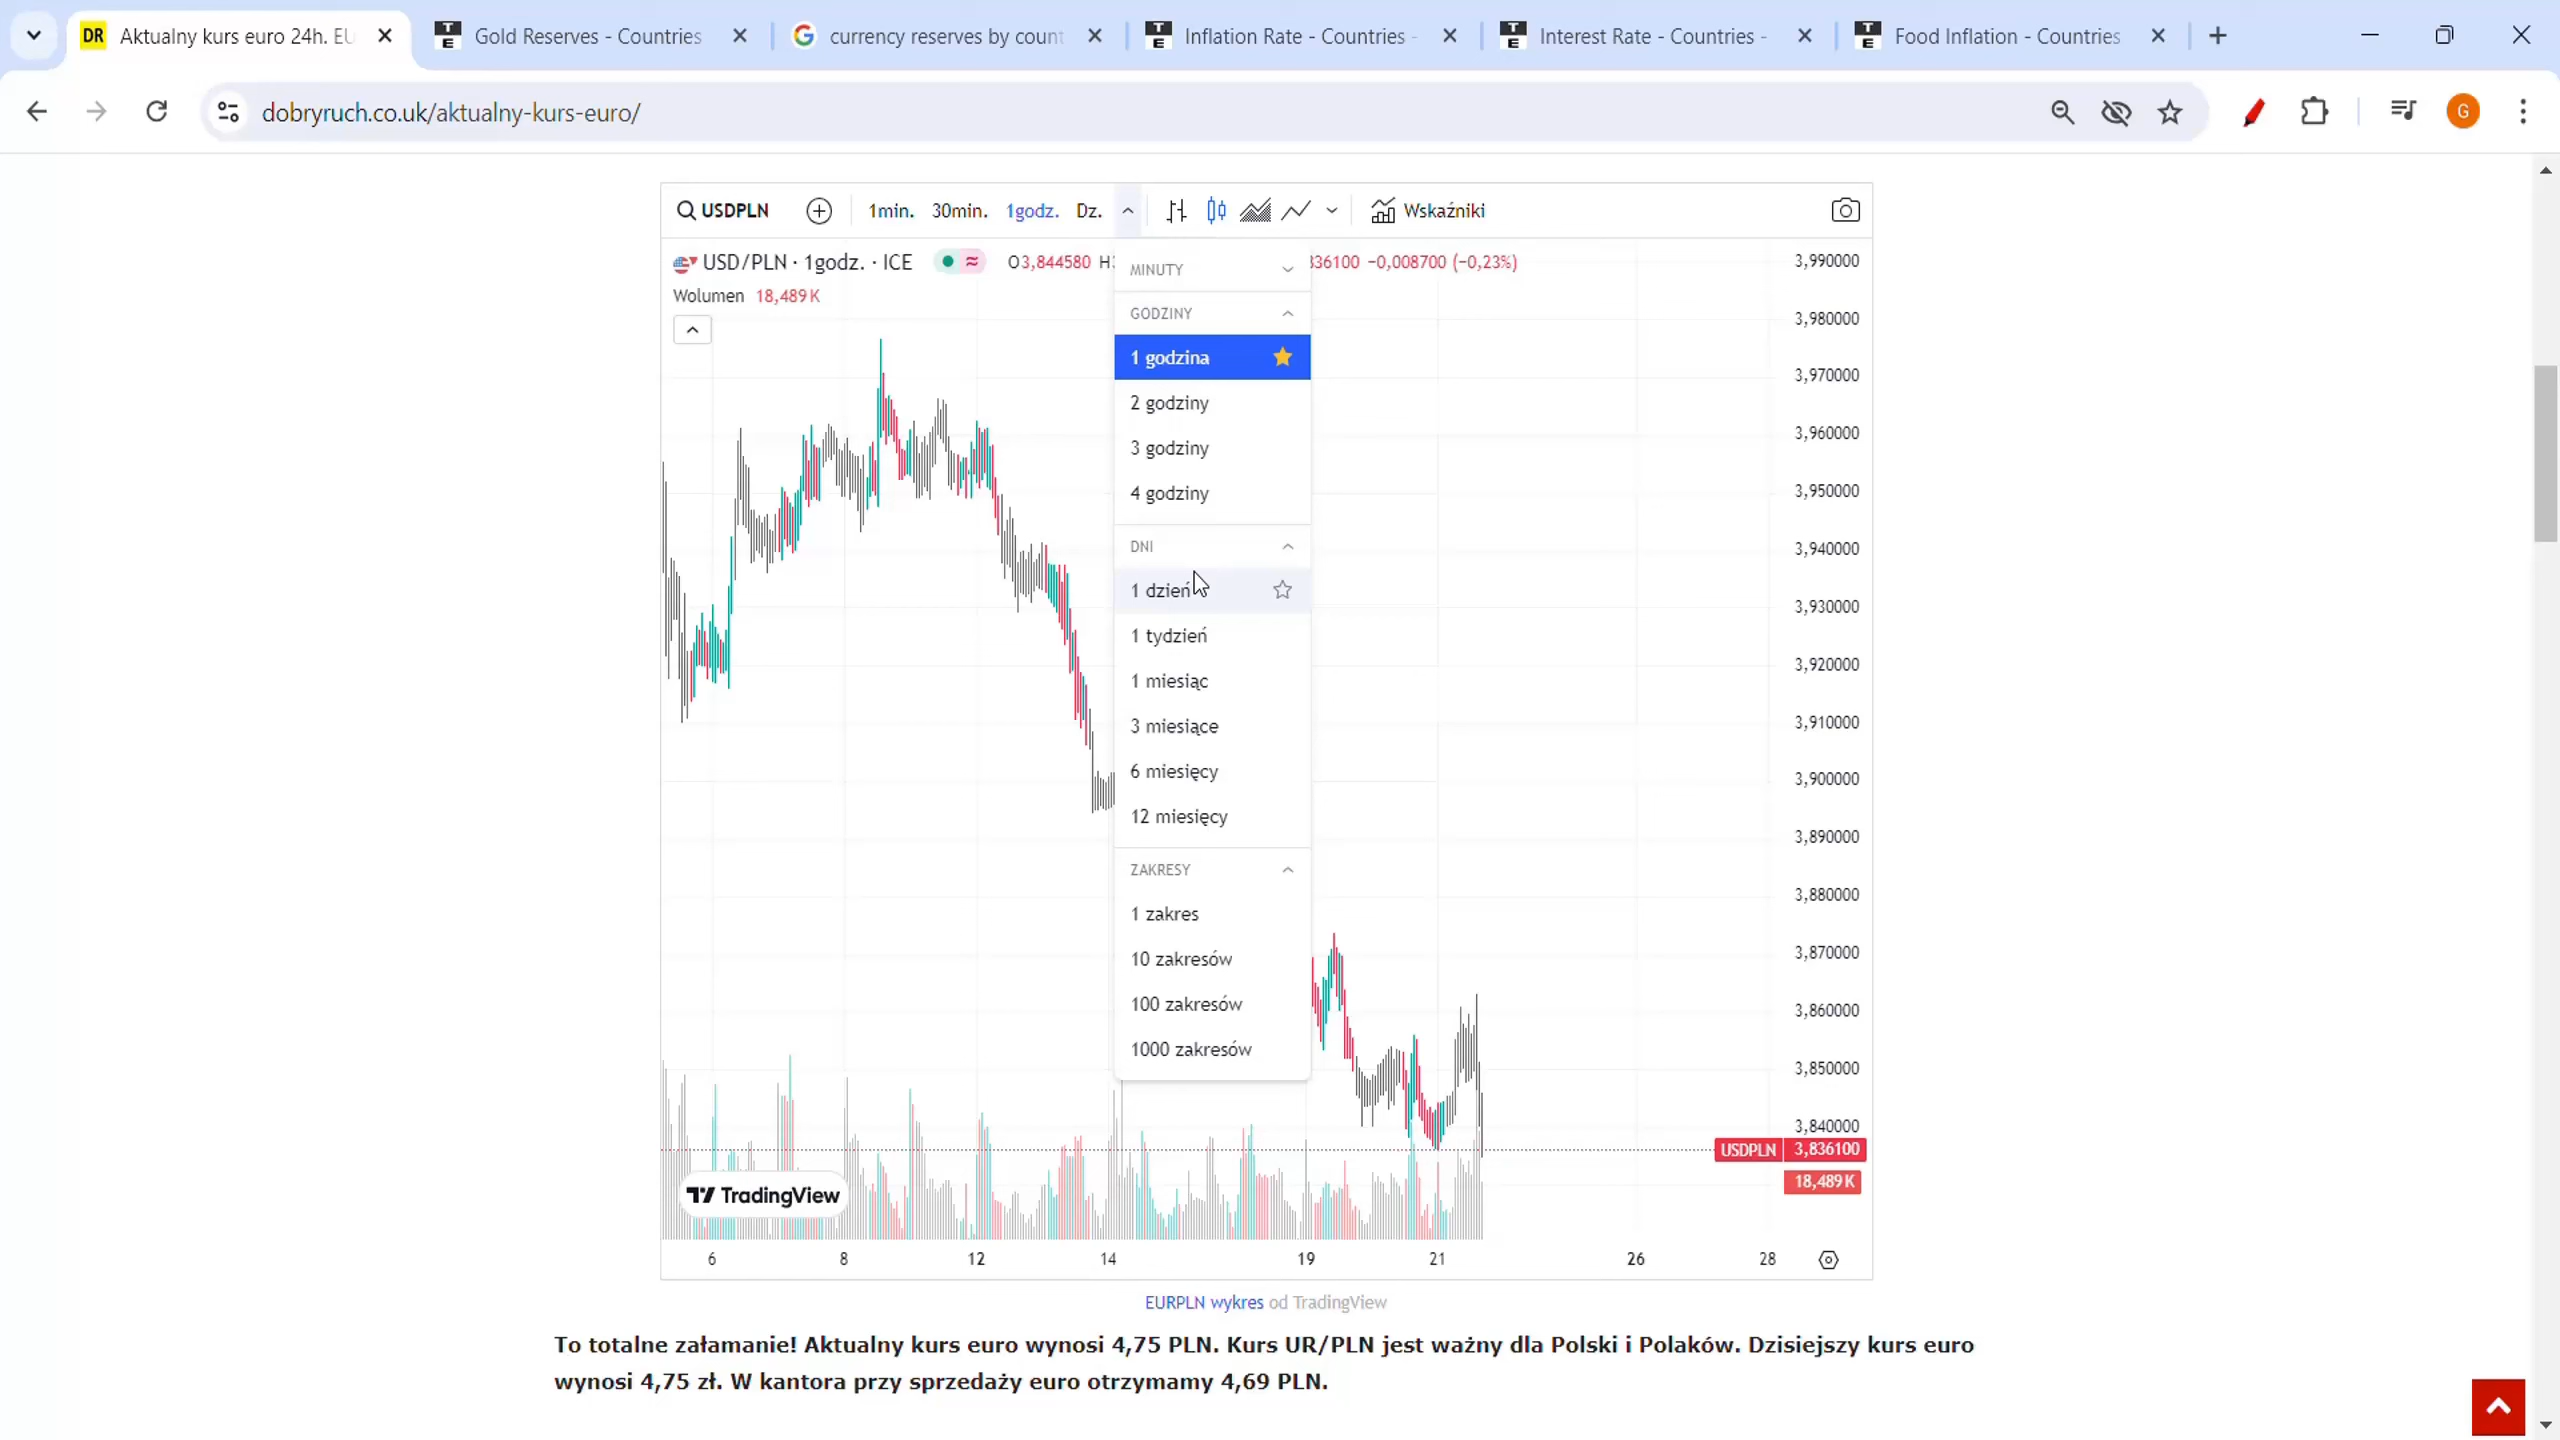 DR Aktualny kurs euro 24h. EU
Gold Reserves - Countries
currency reserves by count
Inflation Rate - Countries -
Interest Rate - Countries -
Food Inflation - Countries
dobryruch.co.uk/aktualny-kurs-euro/
G
USDPLN 1min. 30min. 1godz. Dz. Wskaźniki
USD/PLN · 1godz. · ICE O3,844580 H 836100 −0,008700 (−0,23%)
Wolumen 18,489K
MINUTY
GODZINY
1 godzina
2 godziny
3 godziny
4 godziny
DNI
1 dzień
1 tydzień
1 miesiąc
3 miesiące
6 miesięcy
12 miesięcy
ZAKRESY
1 zakres
10 zakresów
100 zakresów
1000 zakresów
3,990000
3,980000
3,970000
3,960000
3,950000
3,940000
3,930000
3,920000
3,910000
3,900000
3,890000
3,880000
3,870000
3,860000
3,850000
3,840000
USDPLN 3,836100
18,489K
TradingView
6 8 12 14 19 21 26 28
EURPLN wykres od TradingView
To totalne załamanie! Aktualny kurs euro wynosi 4,75 PLN. Kurs UR/PLN jest ważny dla Polski i Polaków. Dzisiejszy kurs euro
wynosi 4,75 zł. W kantora przy sprzedaży euro otrzymamy 4,69 PLN.